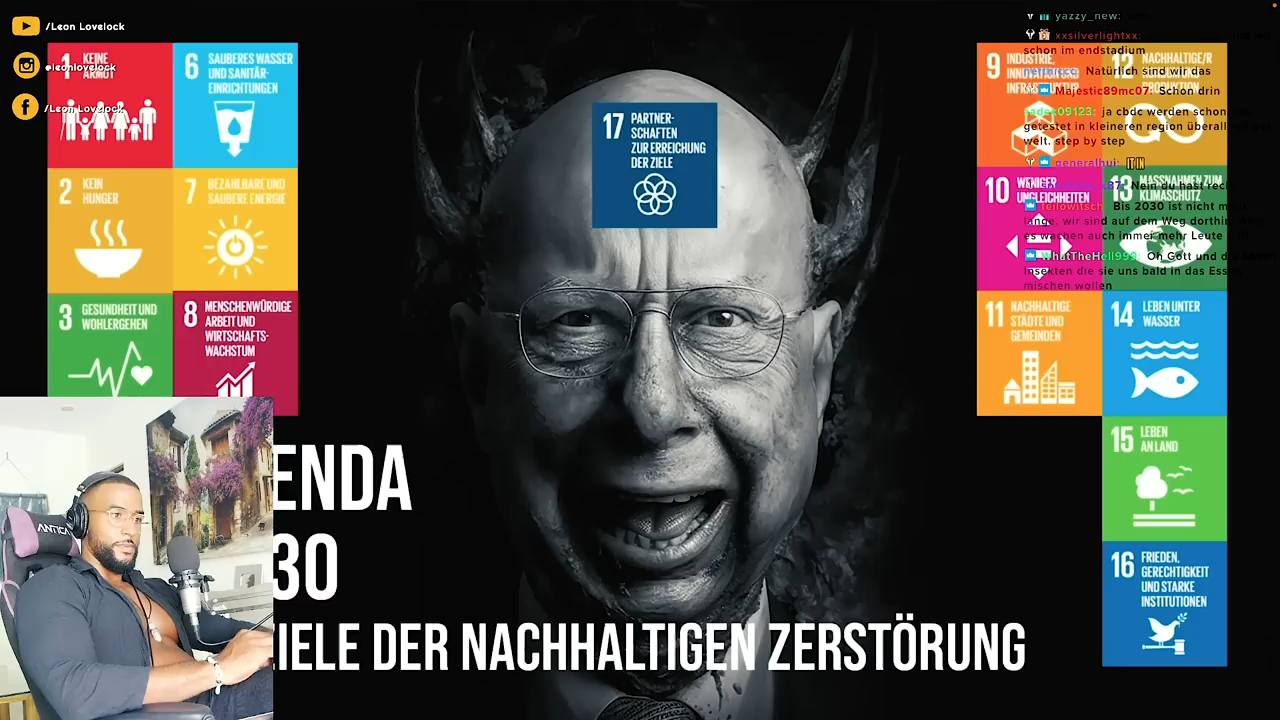 /Leon Lovelock
@leonlovelock
/Leon Lovelock
1 KEINE
ARMUT
6 SAUBERES WASSER
UND SANITÄR-
EINRICHTUNGEN
2 KEIN
HUNGER
7 BEZAHLBARE UND
SAUBERE ENERGIE
3 GESUNDHEIT UND
WOHLERGEHEN
8 MENSCHENWÜRDIGE
ARBEIT UND
WIRTSCHAFTS-
WACHSTUM
17 PARTNER-
SCHAFTEN
ZUR ERREICHUNG
DER ZIELE
9 INDUSTRIE,
12 NACHHALTIGE/R
10 WENIGER
UNGLEICHHEITEN
13 MASSNAHMEN ZUM
KLIMASCHUTZ
11 NACHHALTIGE
STÄDTE UND
GEMEINDEN
14 LEBEN UNTER
WASSER
15 LEBEN
AN LAND
16 FRIEDEN,
GERECHTIGKEIT
UND STARKE
INSTITUTIONEN
yazzy_new:
xxsilverlightxx:
schon im endstadium
Natürlich sind wir das
Majestic89mc07: Schon drin
ja cbdc werden schon
getestet in kleineren region überall
welt. step by step
generalhui:
Nein du hast
Bis 2030 ist nicht
lange, wir sind auf dem Weg dorthin
es wachen auch immer mehr Leute
WhutTheHell999: Oh Gott und
Insekten die sie uns bald in das Essen
mischen wollen
ANTICA
ENDA
30
IELE DER NACHHALTIGEN ZERSTÖRUNG